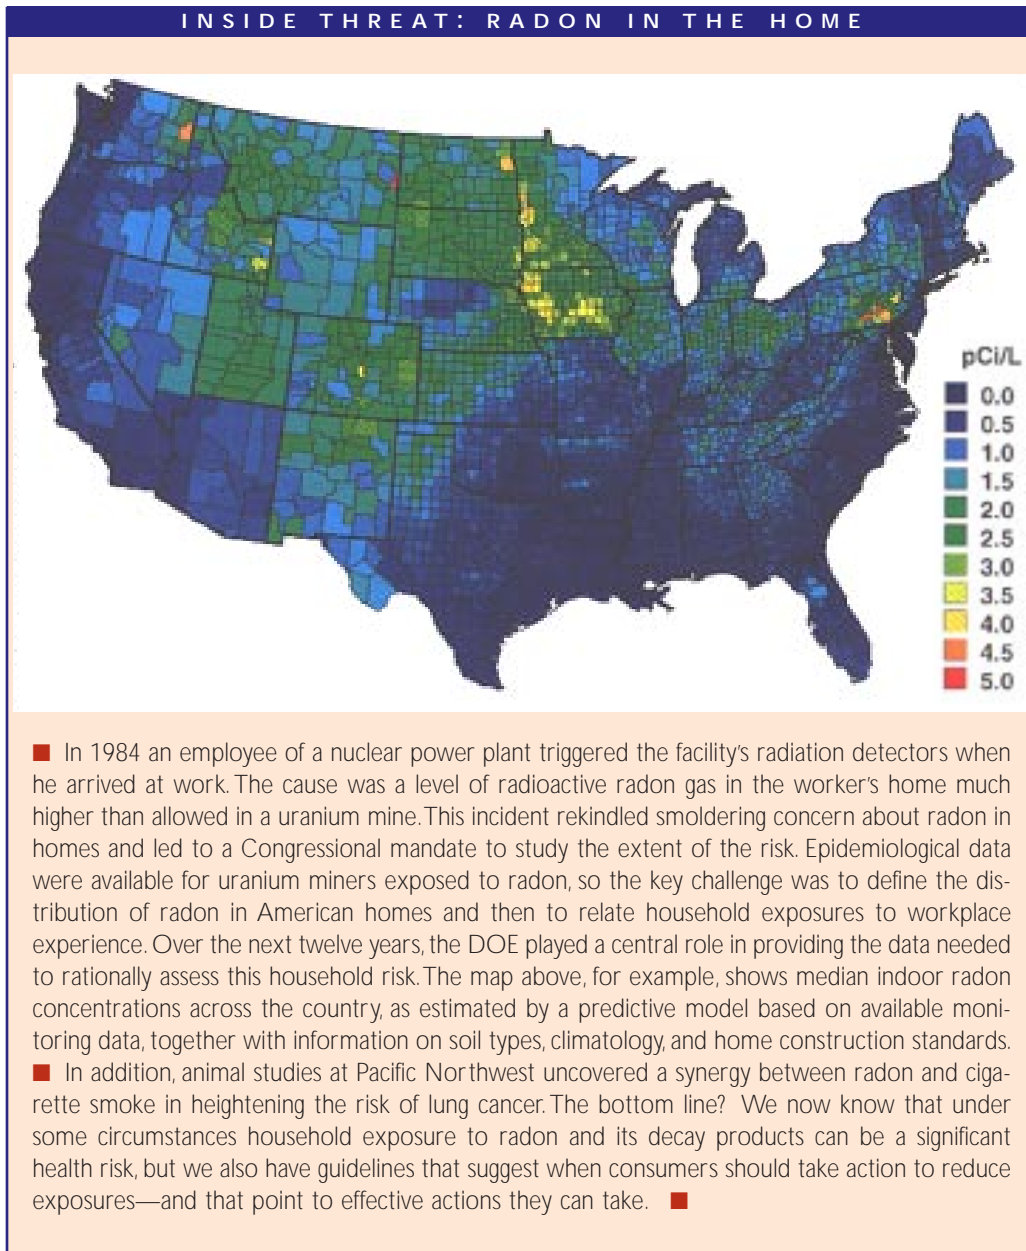 INSIDE THREAT: RADON IN THE HOME
pCi/L
0.0
0.5
1.0
1.5
2.0
2.5
3.0
3.5
4.0
4.5
5.0
■ In 1984 an employee of a nuclear power plant triggered the facility's radiation detectors when
he arrived at work. The cause was a level of radioactive radon gas in the worker's home much
higher than allowed in a uranium mine. This incident rekindled smoldering concern about radon in
homes and led to a Congressional mandate to study the extent of the risk. Epidemiological data
were available for uranium miners exposed to radon, so the key challenge was to define the dis-
tribution of radon in American homes and then to relate household exposures to workplace
experience. Over the next twelve years, the DOE played a central role in providing the data needed
to rationally assess this household risk. The map above, for example, shows median indoor radon
concentrations across the country, as estimated by a predictive model based on available moni-
toring data, together with information on soil types, climatology, and home construction standards.
■ In addition, animal studies at Pacific Northwest uncovered a synergy between radon and ciga-
rette smoke in heightening the risk of lung cancer. The bottom line? We now know that under
some circumstances household exposure to radon and its decay products can be a significant
health risk, but we also have guidelines that suggest when consumers should take action to reduce
exposures—and that point to effective actions they can take. ■